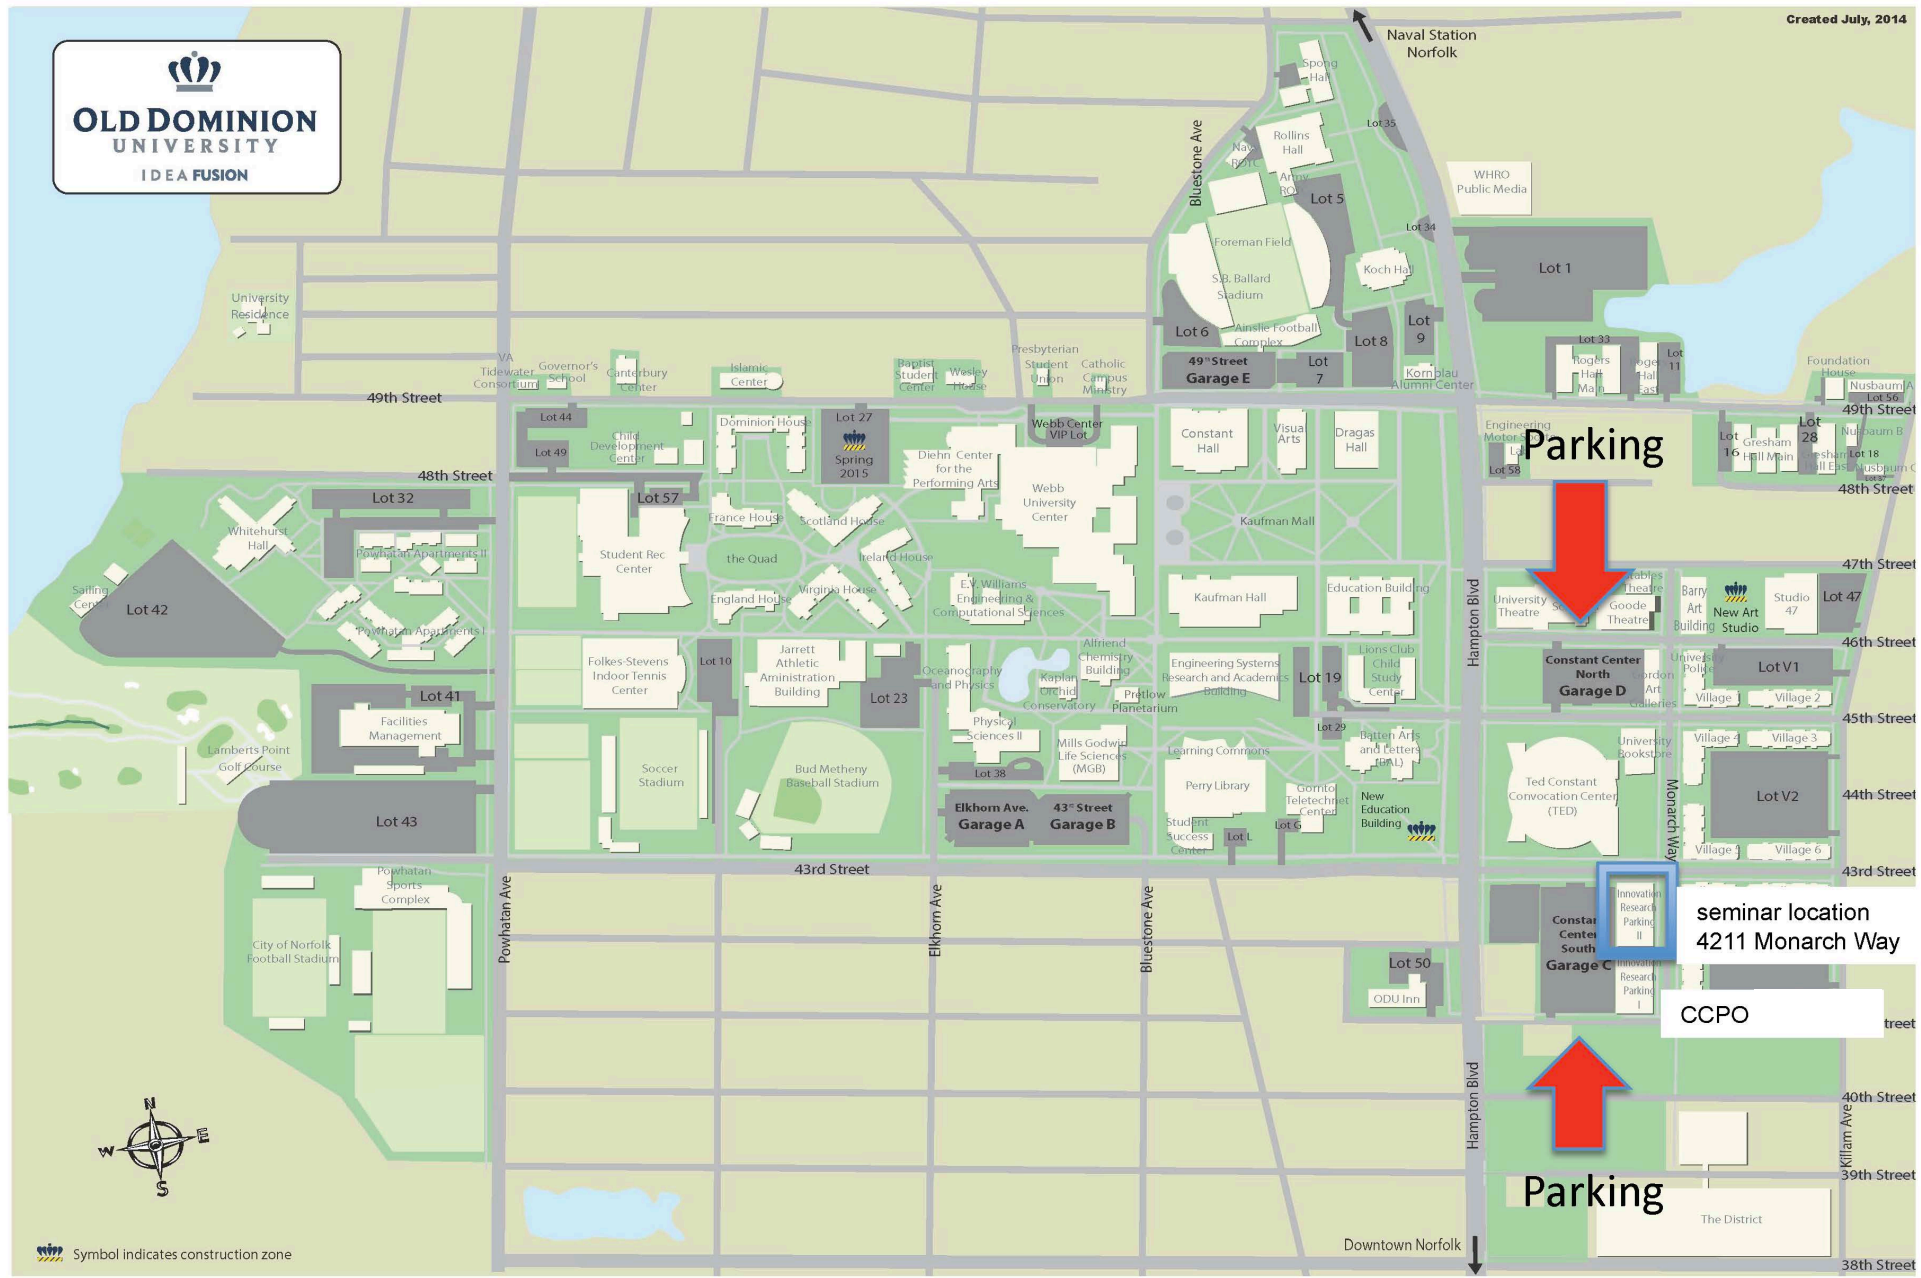 Created July, 2014
OLD DOMINION
UNIVERSITY
IDEA FUSION
Naval Station
Norfolk
Spong
Hall
Lot 35
Rollins
Hall
Bluestone Ave
WHRO
Public Media
Lot 5
Lot 34
Foreman Field
Koch Hall
Lot 1
S.B. Ballard
Stadium
University
Residence
Lot 6
Ainslie Football
Complex
Lot 8
Lot
9
Lot 33
Rogers
Hall
Main
Lot
11
VA
Tidewater
Consortium
Governor's
School
Canterbury
Center
Islamic
Center
Baptist
Student
Center
Wesley
House
Presbyterian
Student
Union
Catholic
Campus
Ministry
49th Street
Garage E
Lot
7
Kornblau
Alumni Center
Foundation
House
Nusbaum A
Lot 56
49th Street
49th Street
Lot 44
Lot 49
Child
Development
Center
Dominion House
Lot 27
Spring
2015
Webb Center
VIP Lot
Constant
Hall
Visual
Arts
Dragas
Hall
Engineering
Lot 58
Parking
Lot
16
Gresham
Hall Main
Lot
28
Nusbaum B
Lot 18
48th Street
48th Street
Diehn Center
for the
Performing Arts
Webb
University
Center
Lot 32
Lot 57
Whitehurst
Hall
Powhatan Apartments II
France House
Scotland House
Kaufman Mall
Student Rec
Center
the Quad
Ireland House
47th Street
Sailing
Center
Lot 42
England House
Virginia House
E.V. Williams
Engineering &
Computational Sciences
Kaufman Hall
Education Building
Hampton Blvd
University
Theatre
Goode
Theatre
Barry
Art
Building
New Art
Studio
Studio
47
Lot 47
46th Street
Powhatan Apartments I
Folkes-Stevens
Indoor Tennis
Center
Lot 10
Jarrett
Athletic
Aministration
Building
Lot 23
Oceanography
and Physics
Kaplan
Orchid
Conservatory
Alfriend
Chemistry
Building
Pretlow
Planetarium
Engineering Systems
Research and Academics
Building
Lot 19
Lions Club
Child
Study
Center
Constant Center
North
Garage D
Gordon
Art
Galleries
University
Police
Lot V1
Village 1
Village 2
45th Street
Lot 41
Facilities
Management
Lamberts Point
Golf Course
Soccer
Stadium
Bud Metheny
Baseball Stadium
Physical
Sciences II
Lot 38
Mills Godwin
Life Sciences
(MGB)
Learning Commons
Perry Library
Lot 29
Batten Arts
and Letters
(BAL)
University
Bookstore
Village 4
Village 3
Ted Constant
Convocation Center
(TED)
Monarch Way
Lot V2
44th Street
Lot 43
Elkhorn Ave.
Garage A
43rd Street
Garage B
Student
Success
Center
Lot L
Lot G
Gornto
Teletechnet
Center
New
Education
Building
Village 5
Village 6
43rd Street
43rd Street
Powhatan
Sports
Complex
Powhatan Ave
Elkhorn Ave
Bluestone Ave
City of Norfolk
Football Stadium
Lot 50
ODU Inn
Constant
Center
South
Garage C
Innovation
Research
Parking
II
Innovation
Research
Parking
I
seminar location
4211 Monarch Way
CCPO
Hampton Blvd
40th Street
Killam Ave
39th Street
Parking
The District
N
W
E
S
Symbol indicates construction zone
Downtown Norfolk
38th Street